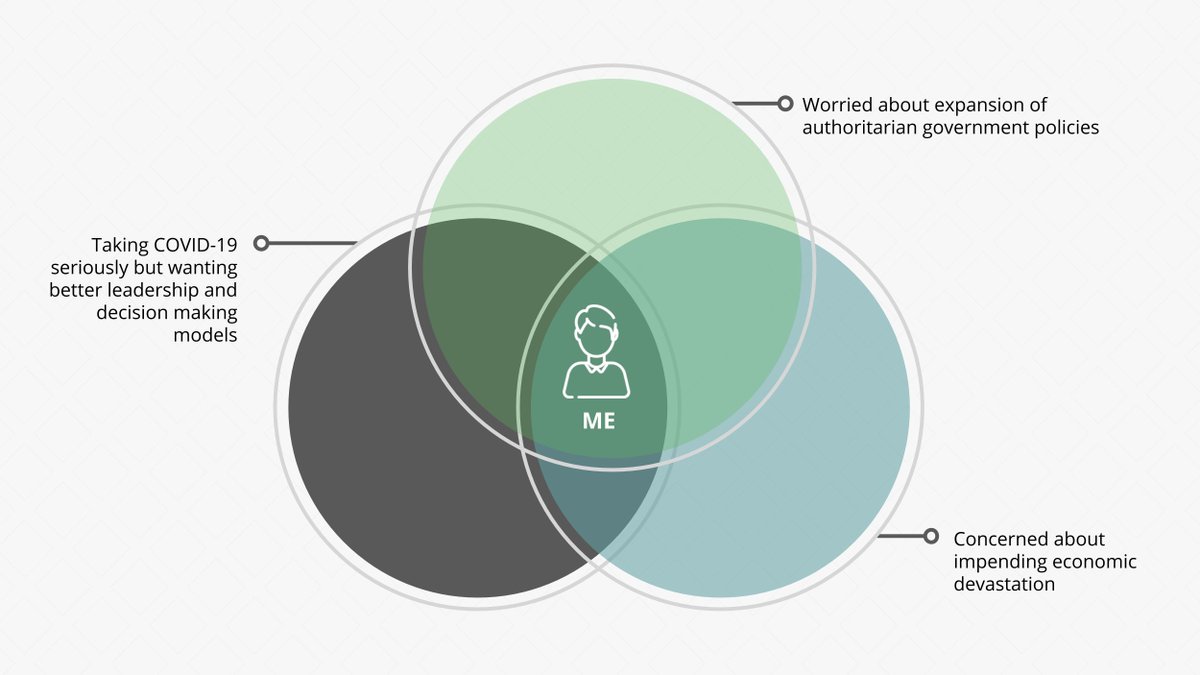 Worried about expansion of
authoritarian government policies
Taking COVID-19
seriously but wanting
better leadership and
decision making
models
ME
Concerned about
impending economic
devastation